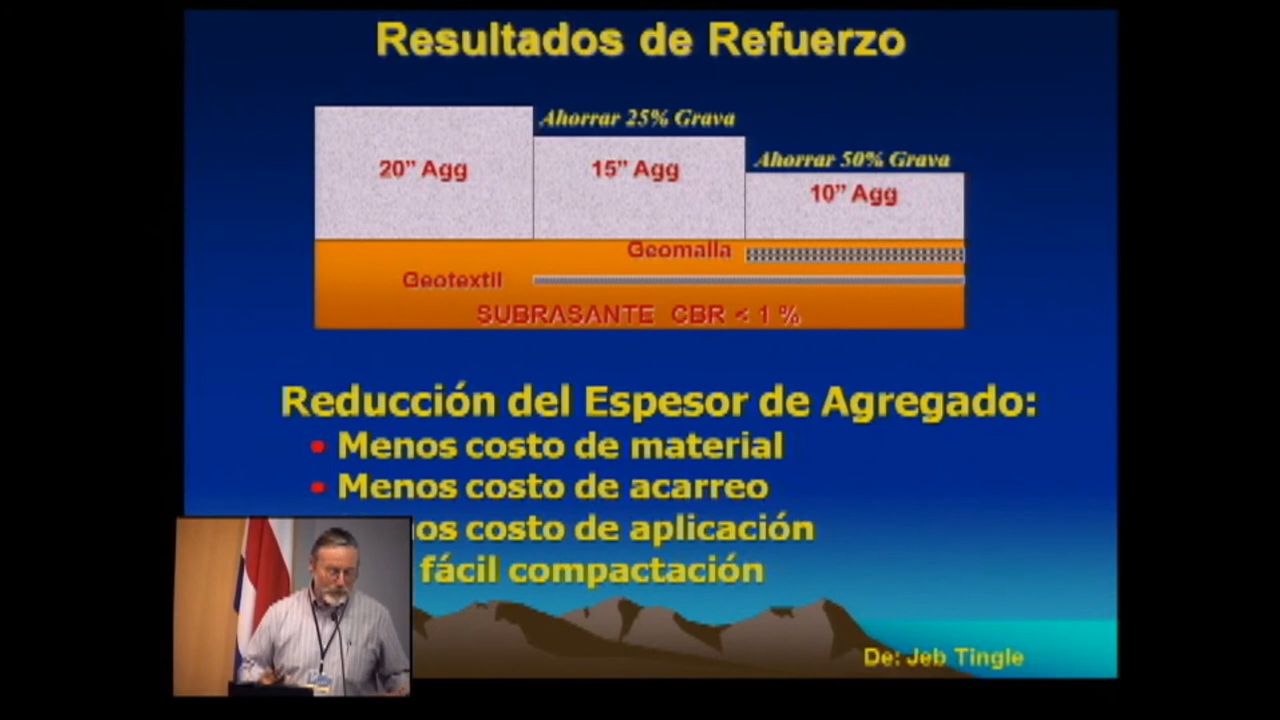 Resultados de Refuerzo
Ahorrar 25% Grava
Ahorrar 50% Grava
20” Agg
15” Agg
10” Agg
Geomalla
Geotextil
SUBRASANTE CBR < 1 %
Reducción del Espesor de Agregado:
• Menos costo de material
• Menos costo de acarreo
os costo de aplicación
fácil compactación
De: Jeb Tingle